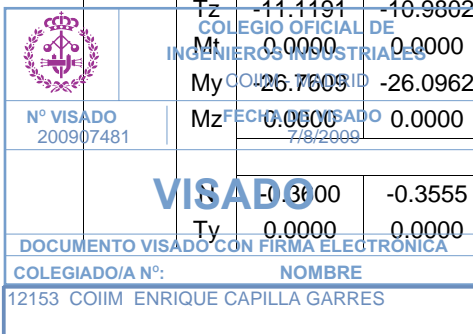 Tz -11.1191 -10.9802
COLEGIO OFICIAL DE
Mt 0.0000 0.0000
INGENIEROS INDUSTRIALES
My -26.7609 -26.0962
COIIM - MADRID
Nº VISADO
200907481
Mz 0.0000 0.0000
FECHA DE VISADO
7/8/2009
VISADO
N -0.3600 -0.3555
Ty 0.0000 0.0000
DOCUMENTO VISADO CON FIRMA ELECTRÓNICA
COLEGIADO/A Nº: NOMBRE
12153 COIIM ENRIQUE CAPILLA GARRES